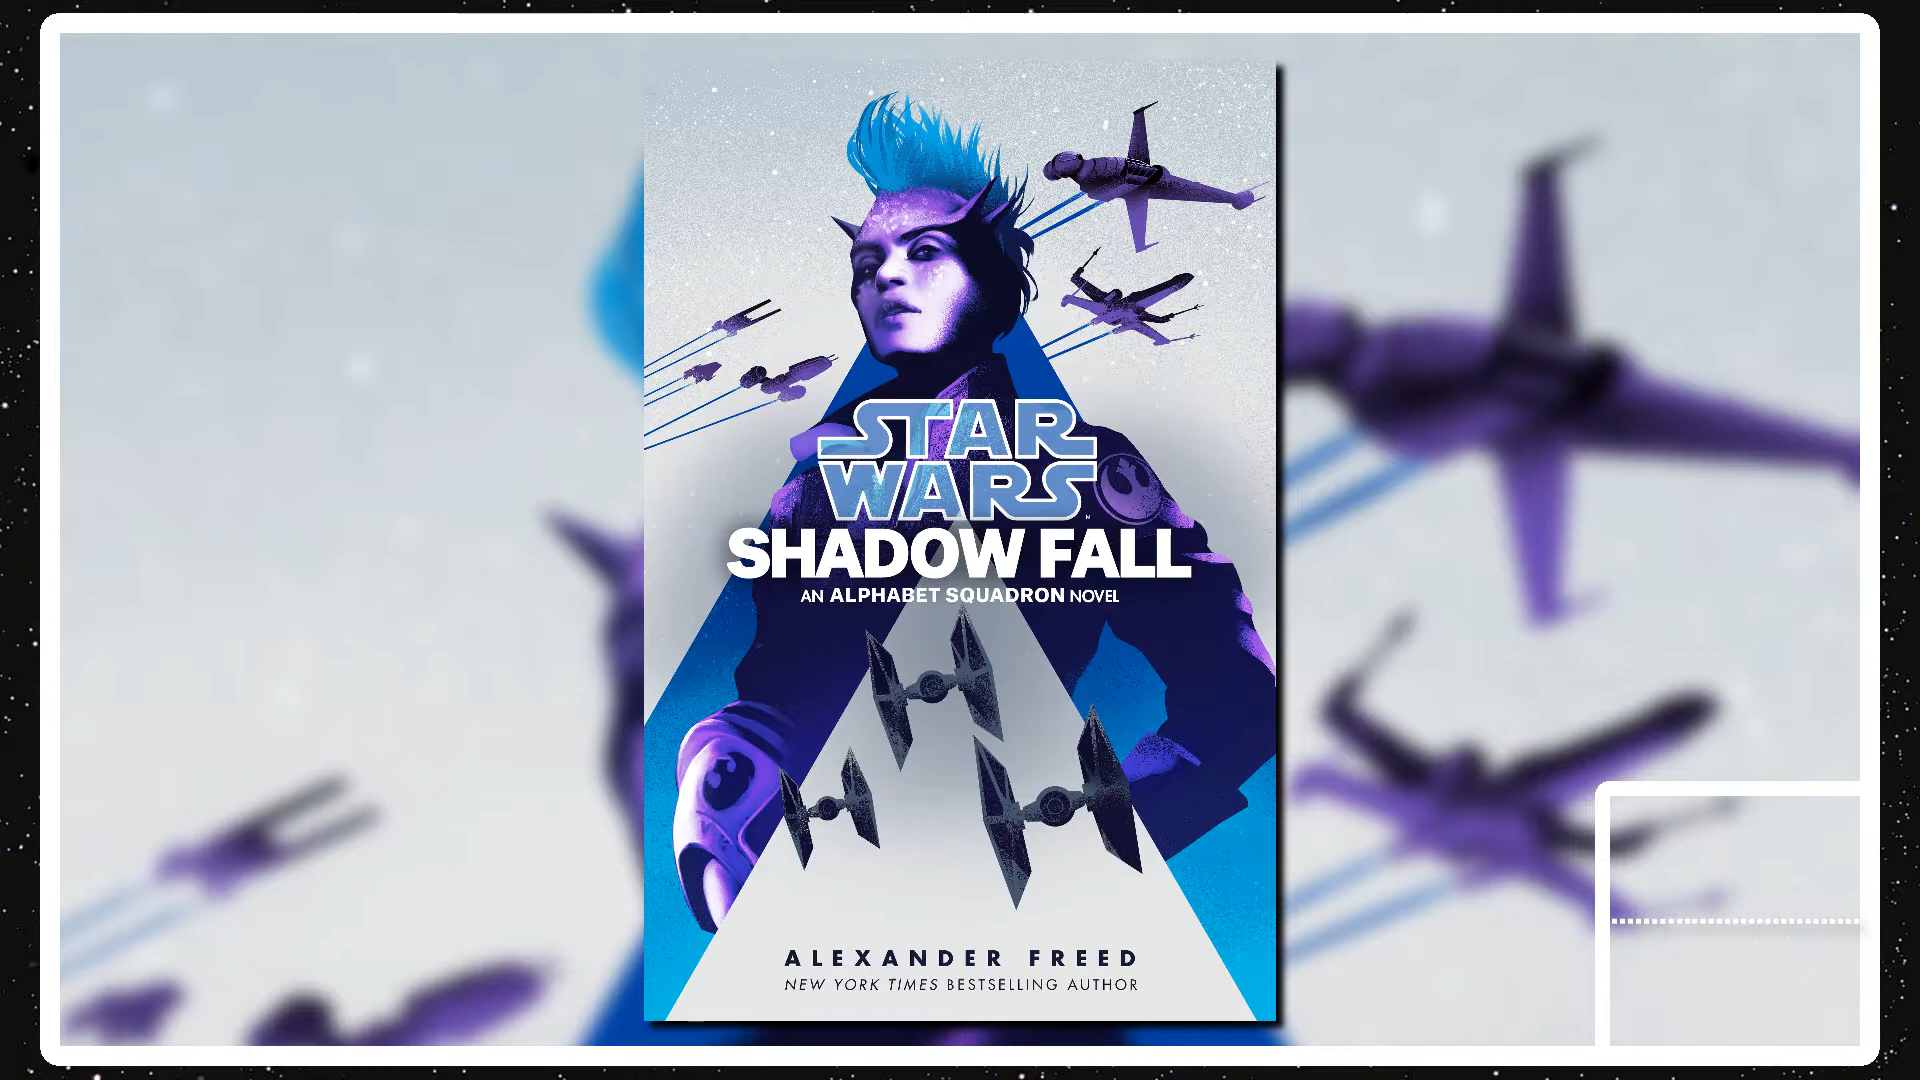 STAR
WARS
SHADOW FALL
AN ALPHABET SQUADRON NOVEL
ALEXANDER FREED
NEW YORK TIMES BESTSELLING AUTHOR